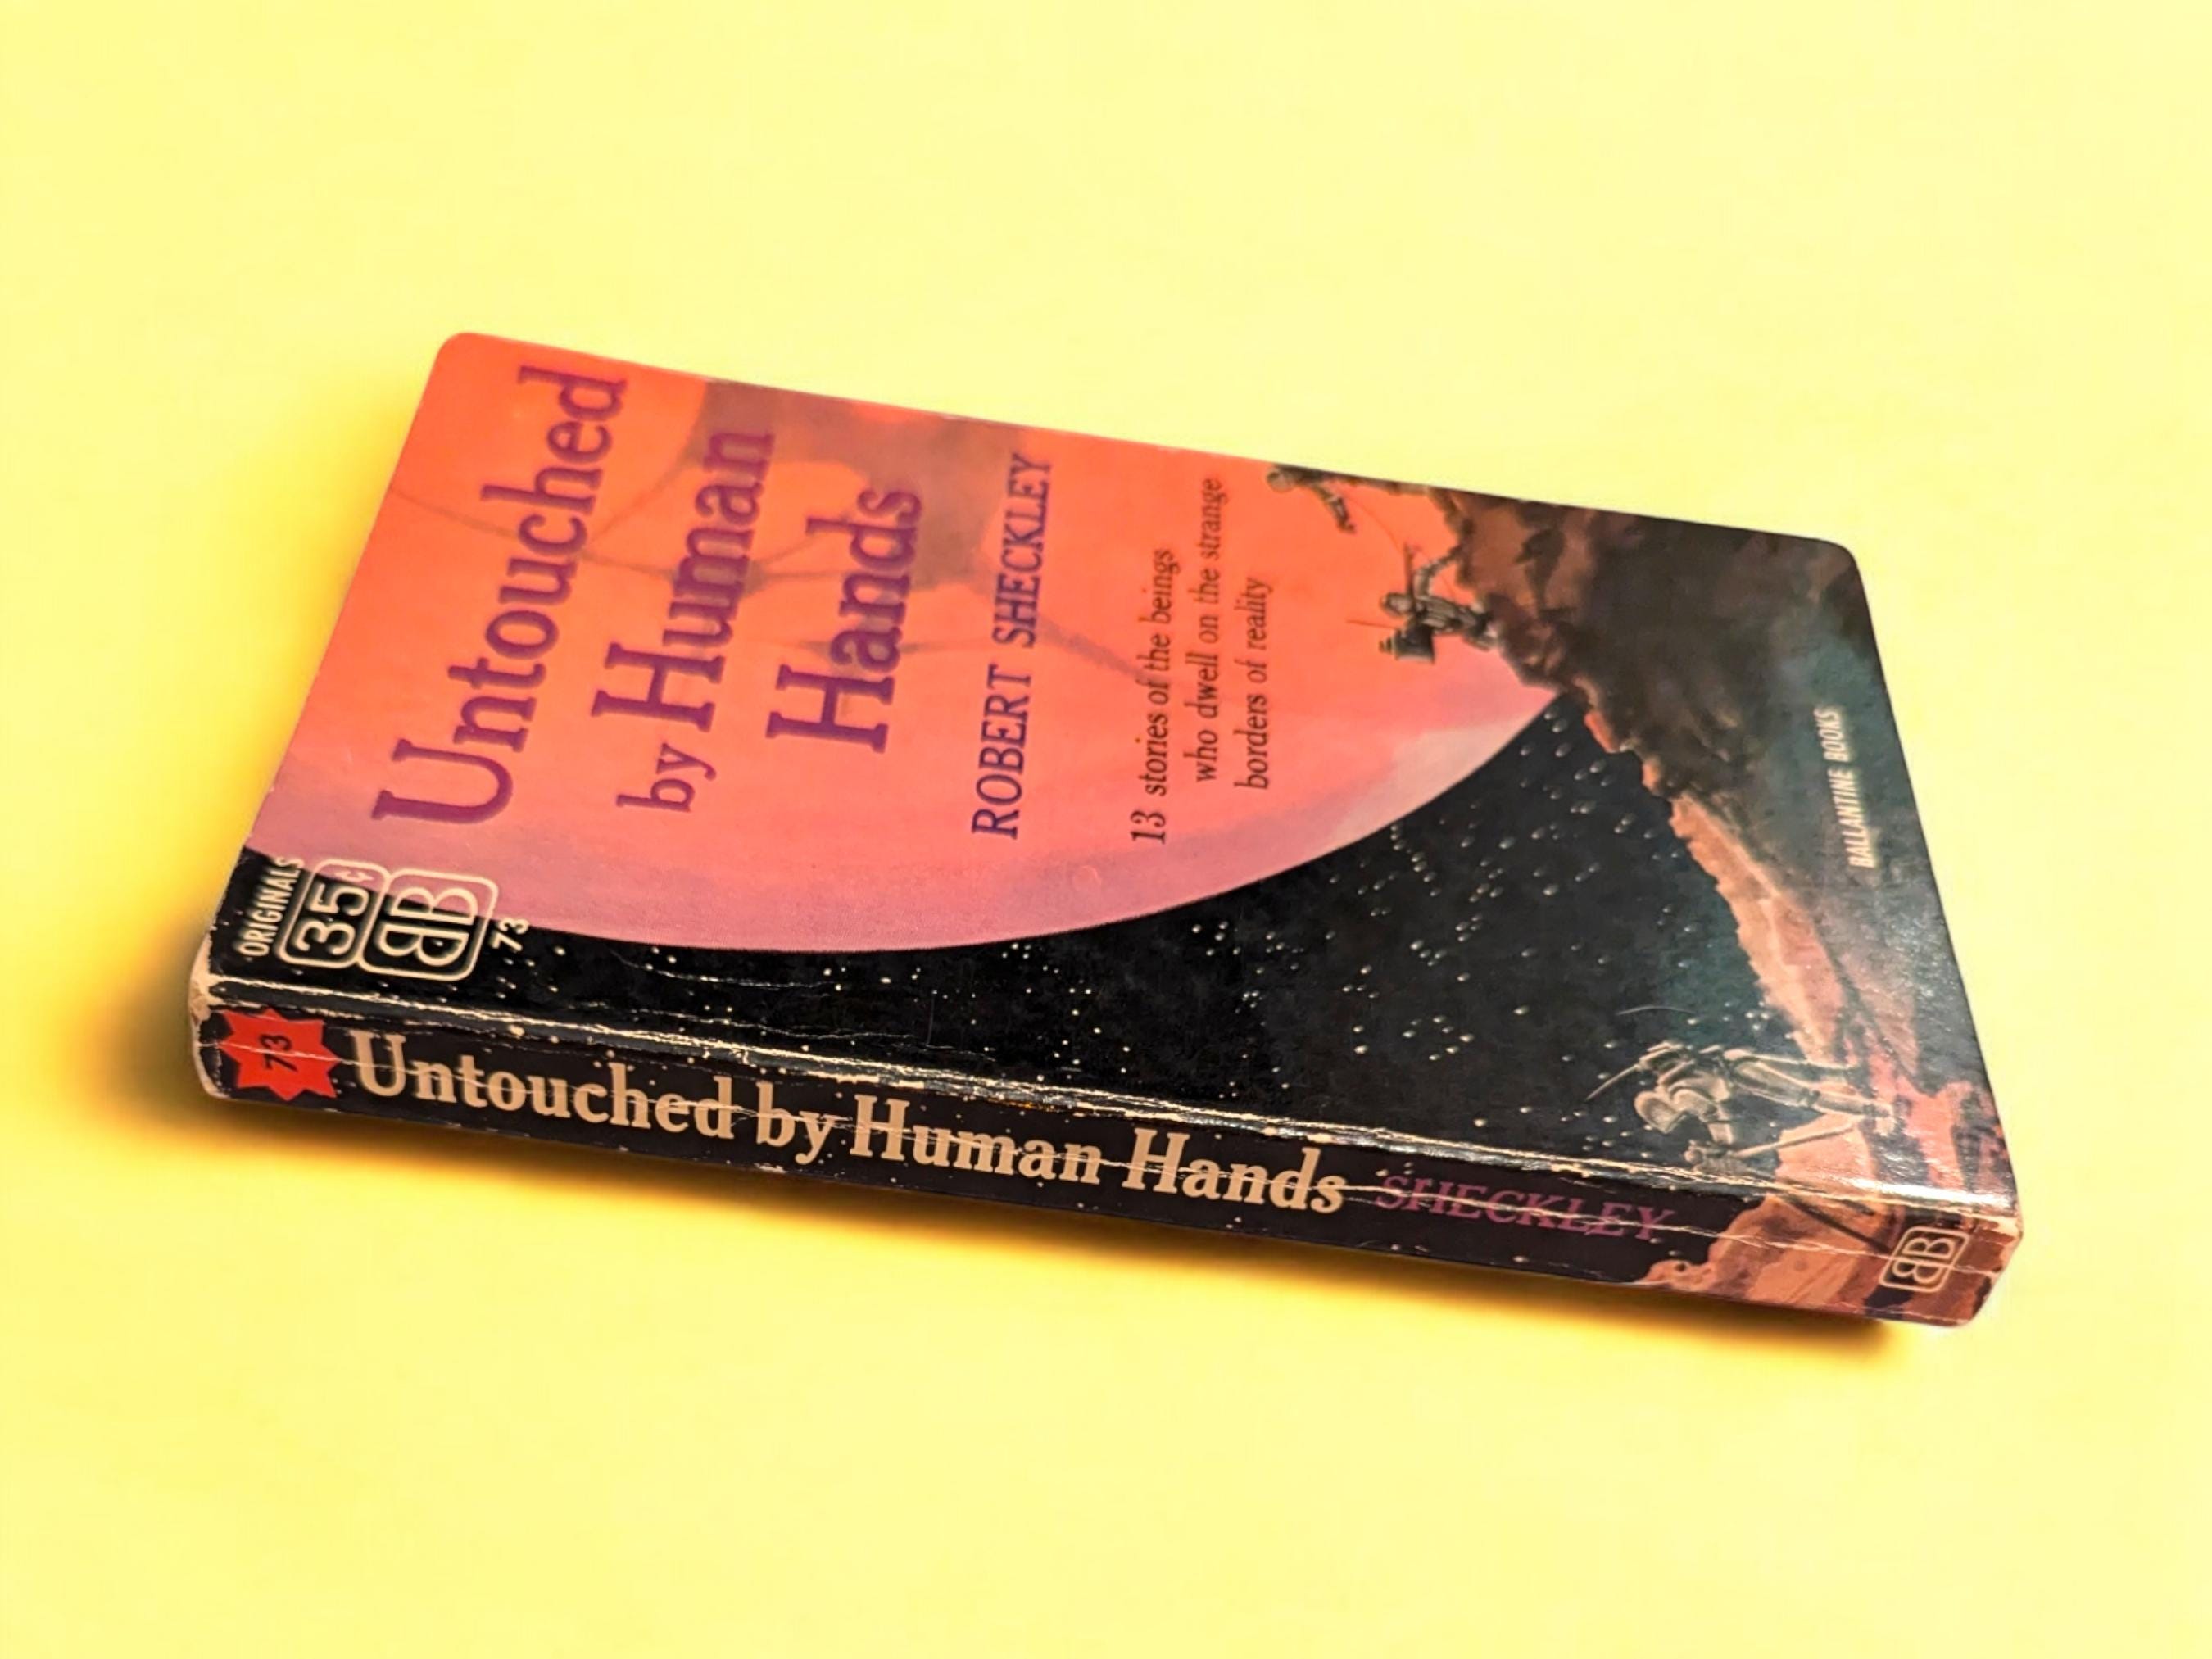 Untouched
by Human
Hands
ROBERT SHECKLEY
13 stories of the beings
who dwell on the strange
borders of reality
ORIGINALS
35¢
BB
73
BALLANTINE BOOKS
73 Untouched by Human Hands SHECKLEY BB